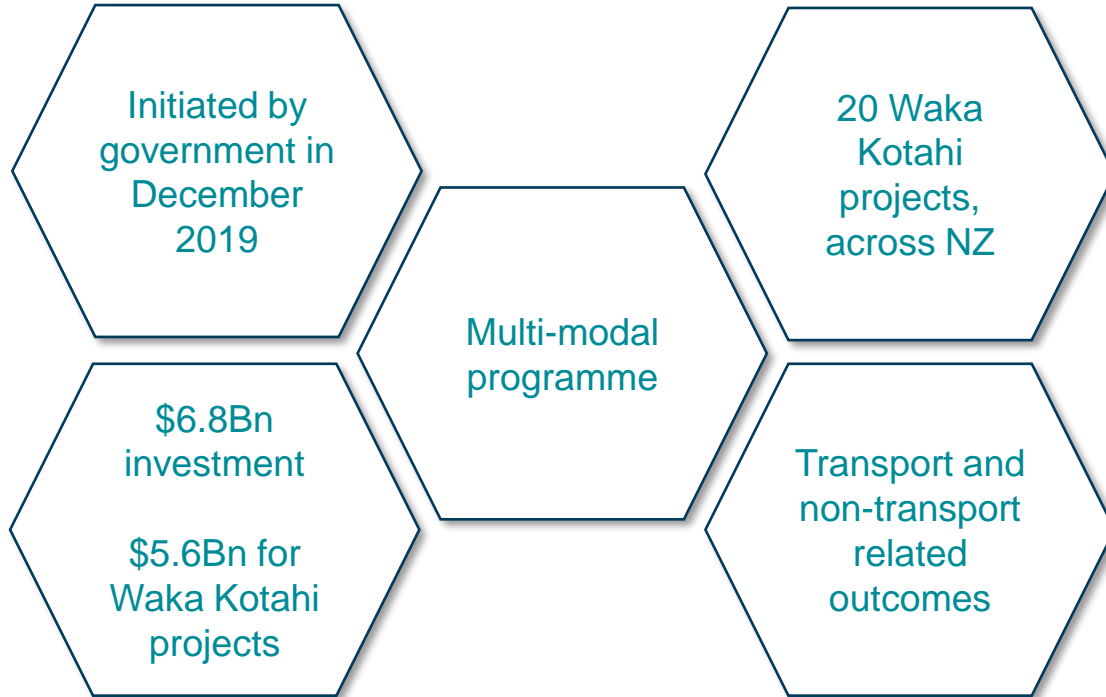 Initiated by
government in
December
2019
20 Waka
Kotahi
projects,
across NZ
Multi-modal
programme
$6.8Bn
investment
$5.6Bn for
Waka Kotahi
projects
Transport and
non-transport
related
outcomes